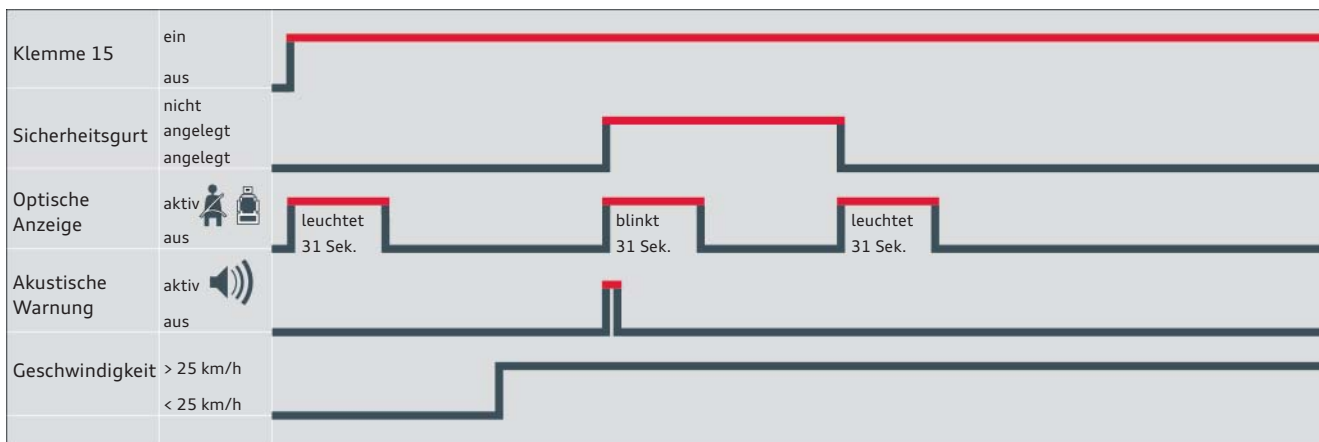 Klemme 15
ein
aus
Sicherheitsgurt
nicht
angelegt
angelegt
Optische
Anzeige
aktiv
aus
leuchtet
31 Sek.
blinkt
31 Sek.
leuchtet
31 Sek.
Akustische
Warnung
aktiv
aus
Geschwindigkeit
> 25 km/h
< 25 km/h